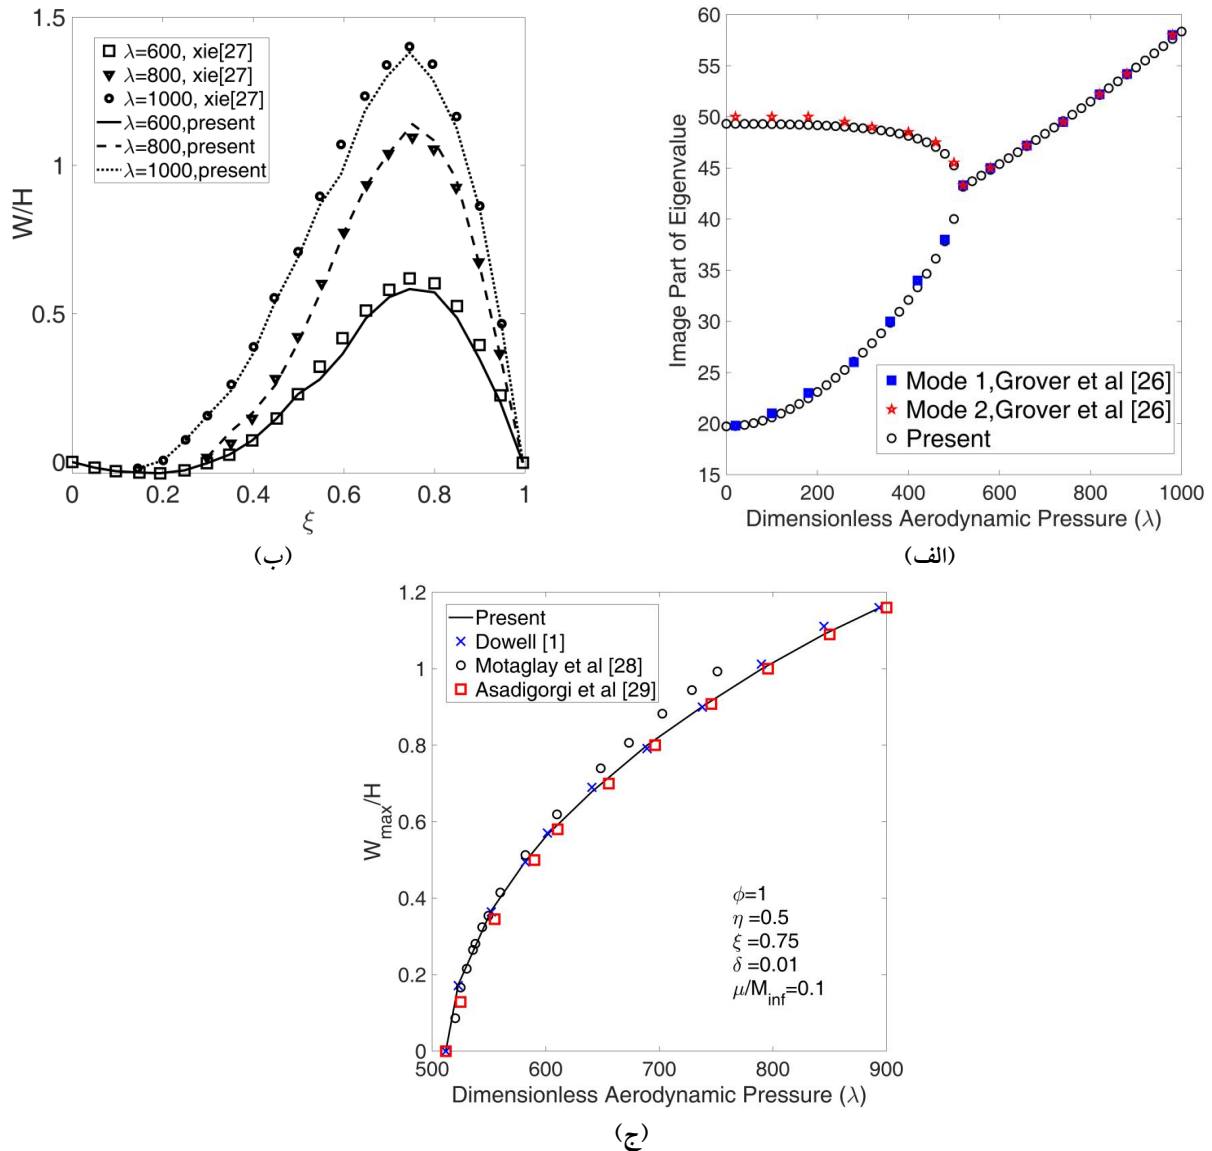 1.5
1
0.5
0
W/H
λ=600, xie[27]
λ=800, xie[27]
λ=1000, xie[27]
λ=600,present
λ=800,present
λ=1000,present
0 0.2 0.4 0.6 0.8 1
ξ
(ب)
60
55
50
45
40
35
30
25
20
15
Image Part of Eigenvalue
Mode 1,Grover et al [26]
Mode 2,Grover et al [26]
Present
0 200 400 600 800 1000
Dimensionless Aerodynamic Pressure (λ)
(الف)
1.2
1
0.8
0.6
0.4
0.2
0
W_max/H
Present
Dowell [1]
Motaglay et al [28]
Asadigorgi et al [29]
ϕ=1
η =0.5
ξ =0.75
δ =0.01
μ/M_inf=0.1
500 600 700 800 900
Dimensionless Aerodynamic Pressure (λ)
(ج)